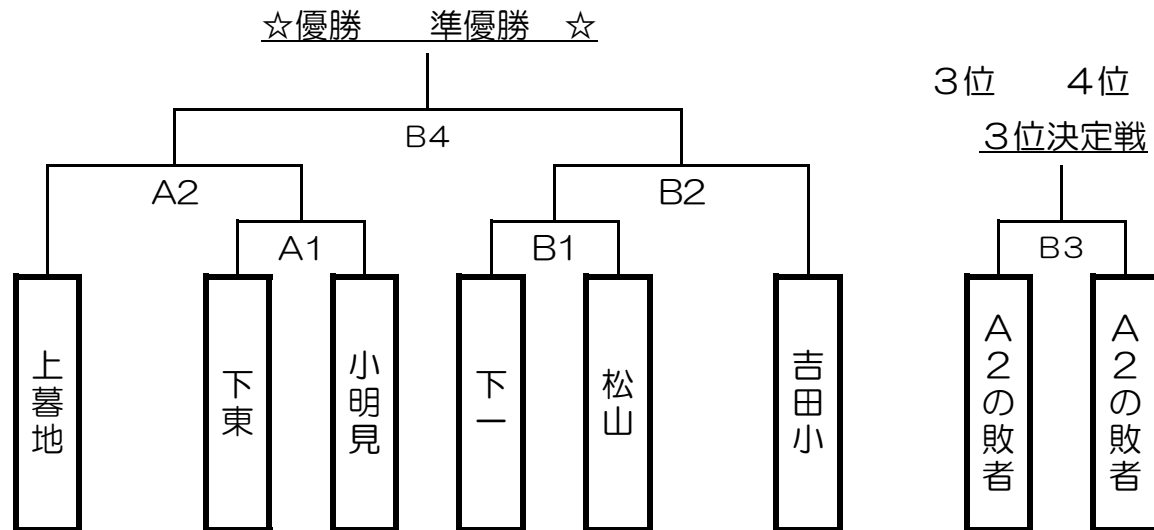 ☆優勝　　準優勝　☆
３位　　４位
３位決定戦
B4
A2
B2
A1
B1
B3
上暮地
下東
小明見
下一
松山
吉田小
A2の敗者
A2の敗者